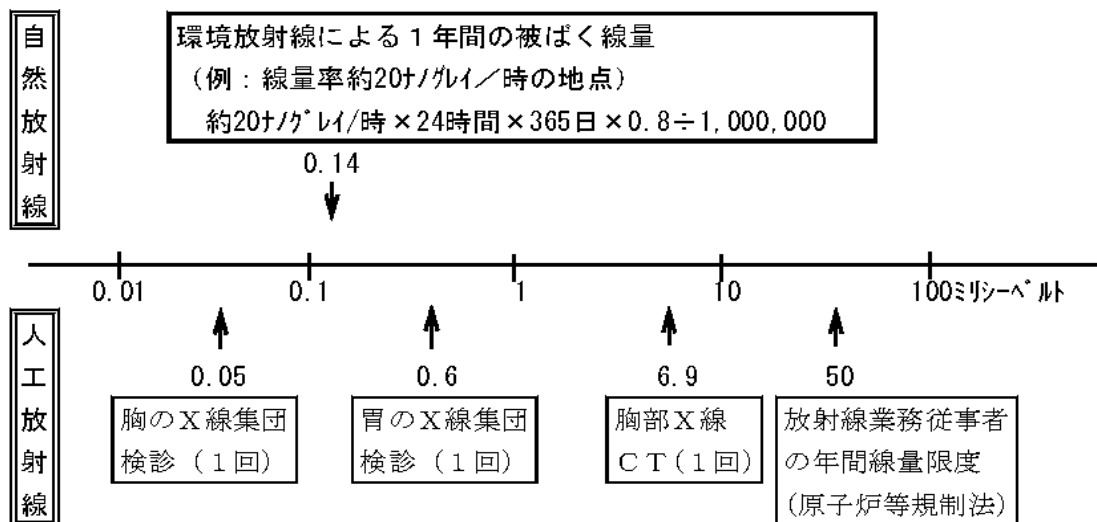 自然放射線
環境放射線による１年間の被ばく線量
（例：線量率約20ﾅﾉｸﾞﾚｲ／時の地点）
約20ﾅﾉｸﾞﾚｲ/時×24時間×365日×0.8÷1,000,000
0.14
0.01 0.1 1 10 100ﾐﾘｼｰﾍﾞﾙﾄ
人工放射線
0.05 0.6 6.9 50
胸のＸ線集団
検診（１回）
胃のＸ線集団
検診（１回）
胸部Ｘ線
ＣＴ(１回)
放射線業務従事者
の年間線量限度
(原子炉等規制法)